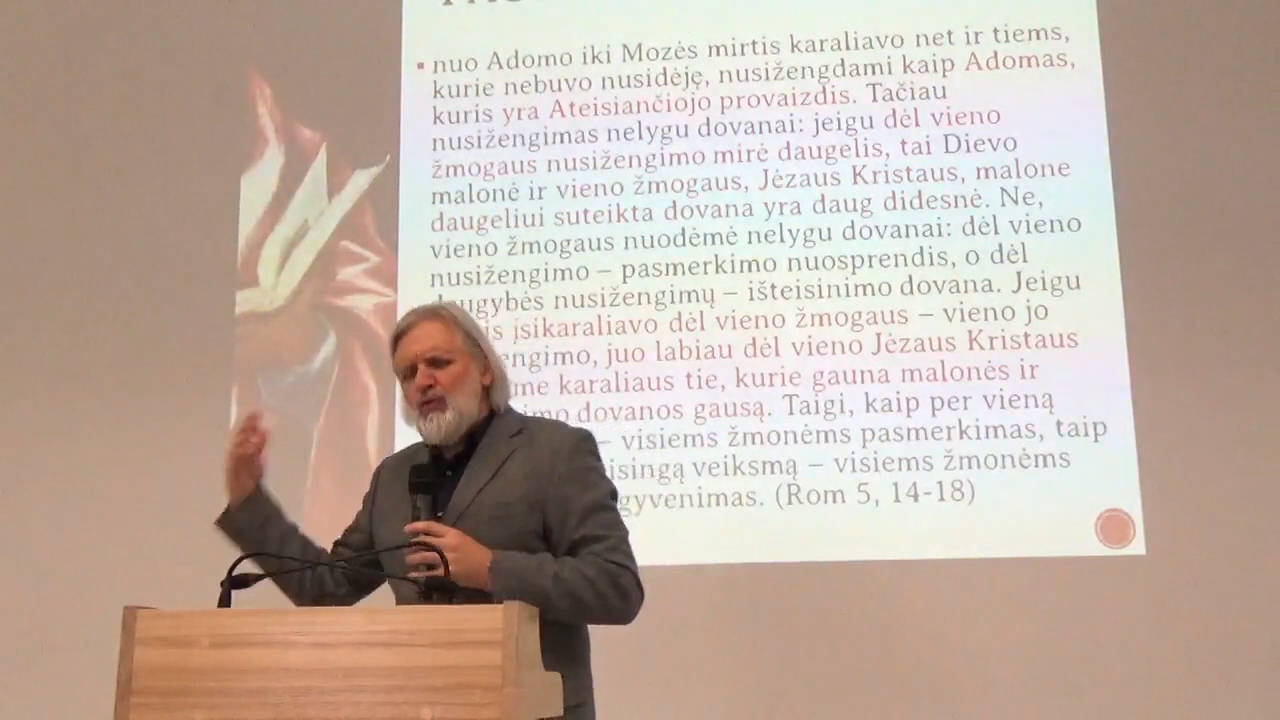 nuo Adomo iki Mozės mirtis karaliavo net ir tiems,
kurie nebuvo nusidėję, nusižengdami kaip Adomas,
kuris yra Ateisiančiojo provaizdis. Tačiau
nusižengimas nelygu dovanai: jeigu dėl vieno
žmogaus nusižengimo mirė daugelis, tai Dievo
malonė ir vieno žmogaus, Jėzaus Kristaus, malone
daugeliui suteikta dovana yra daug didesnė. Ne,
vieno žmogaus nuodėmė nelygu dovanai: dėl vieno
nusižengimo – pasmerkimo nuosprendis, o dėl
nusižengimų – išteisinimo dovana. Jeigu
įsikaraliavo dėl vieno žmogaus – vieno jo
juo labiau dėl vieno Jėzaus Kristaus
karaliaus tie, kurie gauna malonės ir
dovanos gausą. Taigi, kaip per vieną
– visiems žmonėms pasmerkimas, taip
veiksmą – visiems žmonėms
gyvenimas. (Rom 5, 14-18)